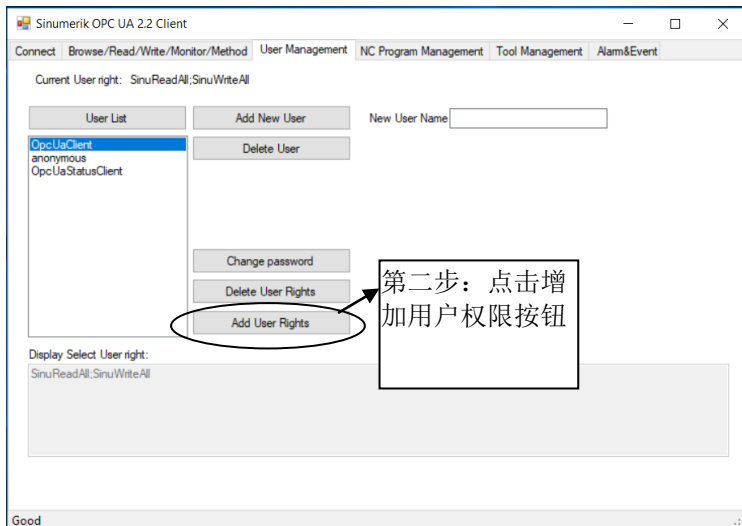 Sinumerik OPC UA 2.2 Client
Connect Browse/Read/Write/Monitor/Method User Management NC Program Management Tool Management Alarm&Event
Current User right: SinuReadAll;SinuWriteAll
User List Add New User New User Name
OpcUaClient Delete User
anonymous
OpcUaStatusClient
Change password
Delete User Rights
Add User Rights
第二步：点击增
加用户权限按钮
Display Select User right:
SinuReadAll;SinuWriteAll
Good